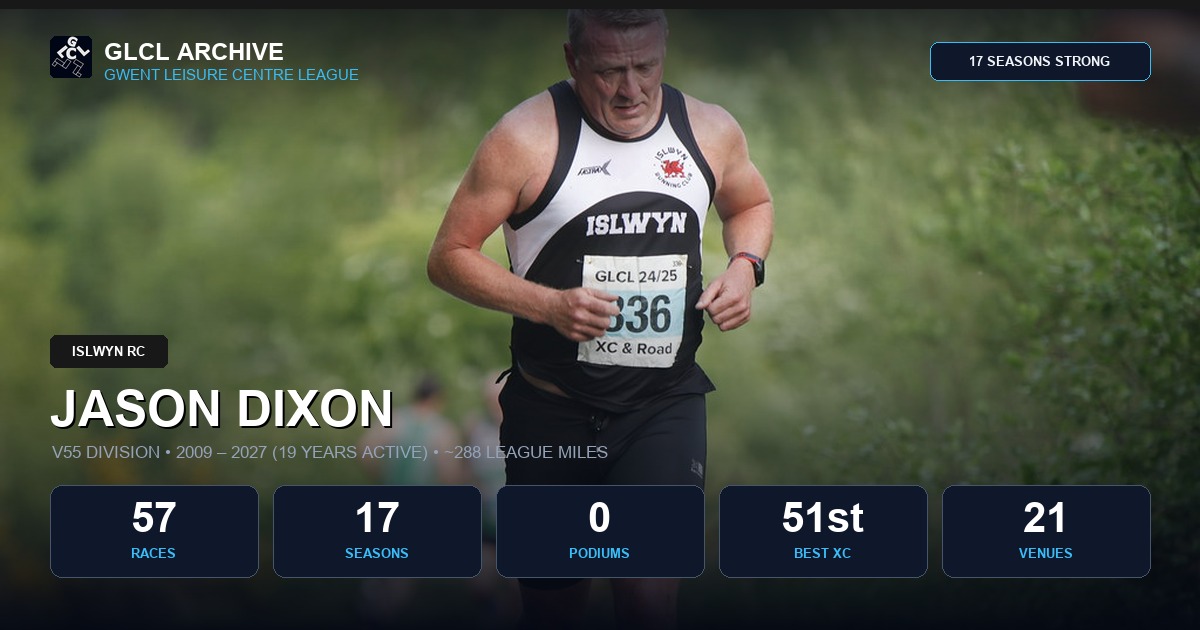 GLCL ARCHIVE
GWENT LEISURE CENTRE LEAGUE
17 SEASONS STRONG
ISLWYN
RUNNING CLUB
ISLWYN
GLCL 24/25
336
XC & Road
ISLWYN RC
JASON DIXON
V55 DIVISION • 2009 – 2027 (19 YEARS ACTIVE) • ~288 LEAGUE MILES
57
RACES
17
SEASONS
0
PODIUMS
51st
BEST XC
21
VENUES